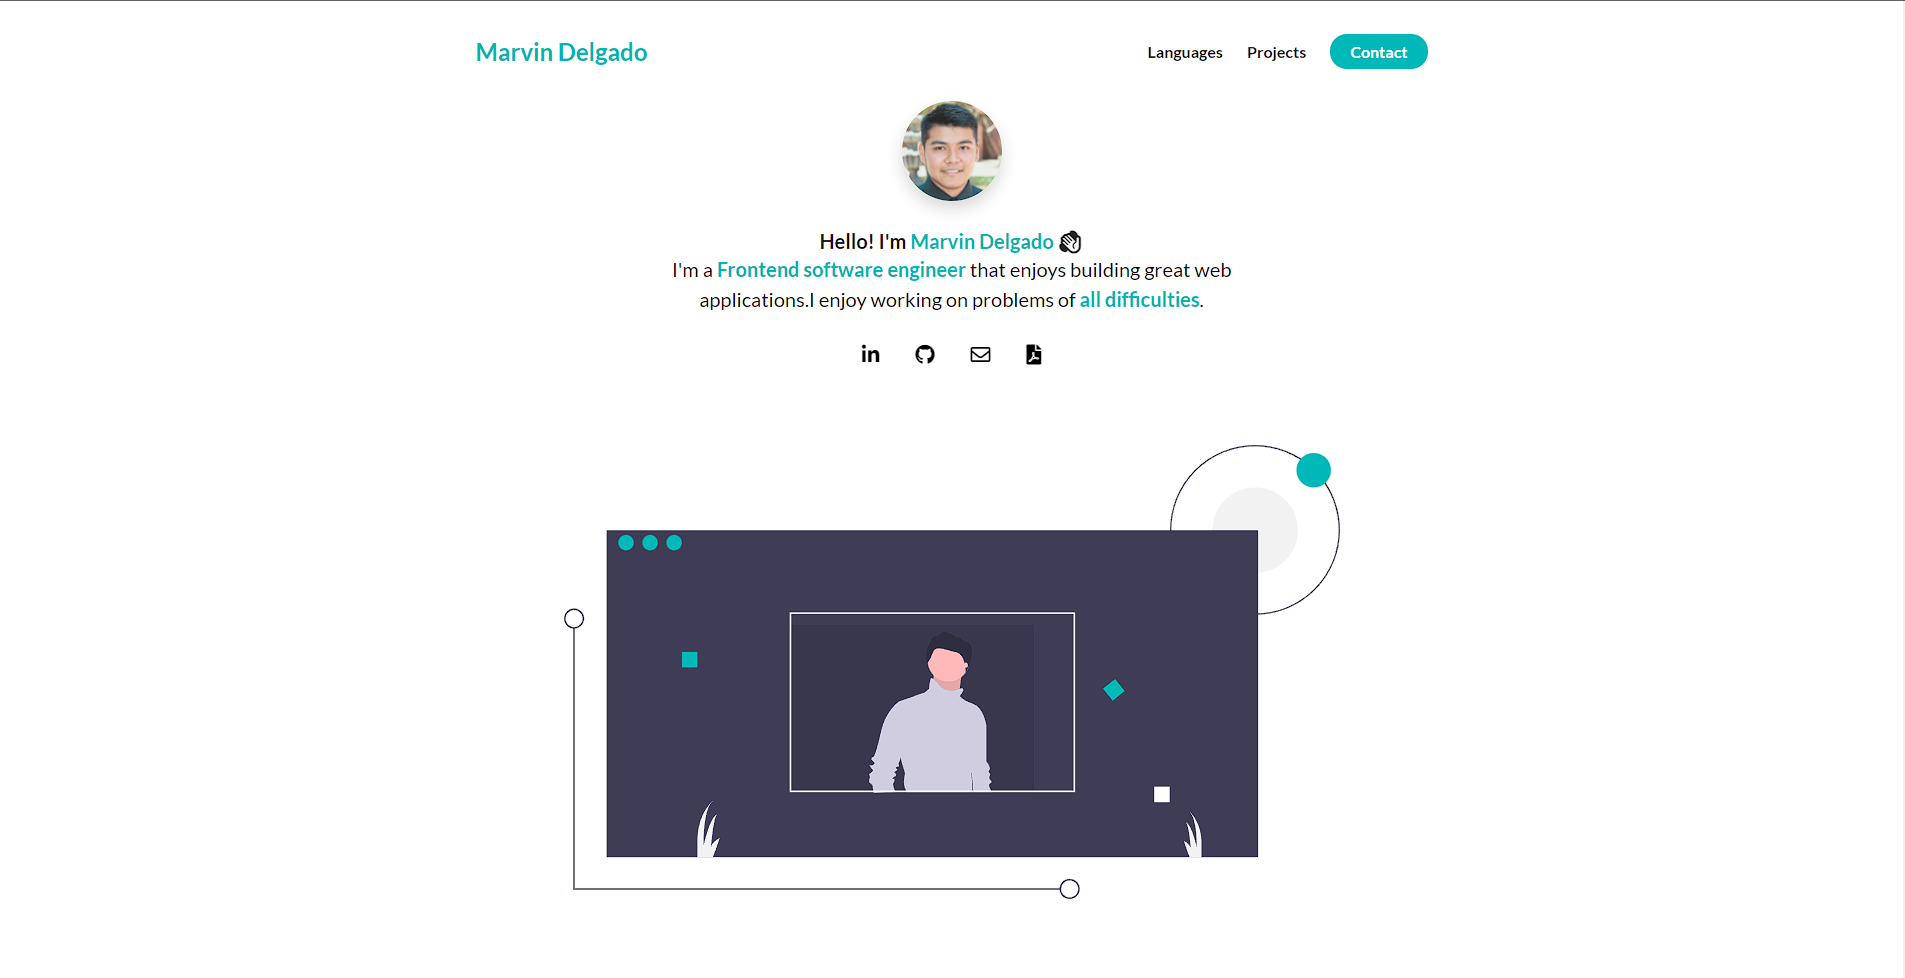 Marvin Delgado
Languages Projects Contact
Hello! I'm Marvin Delgado
I'm a Frontend software engineer that enjoys building great web
applications.I enjoy working on problems of all difficulties.
in